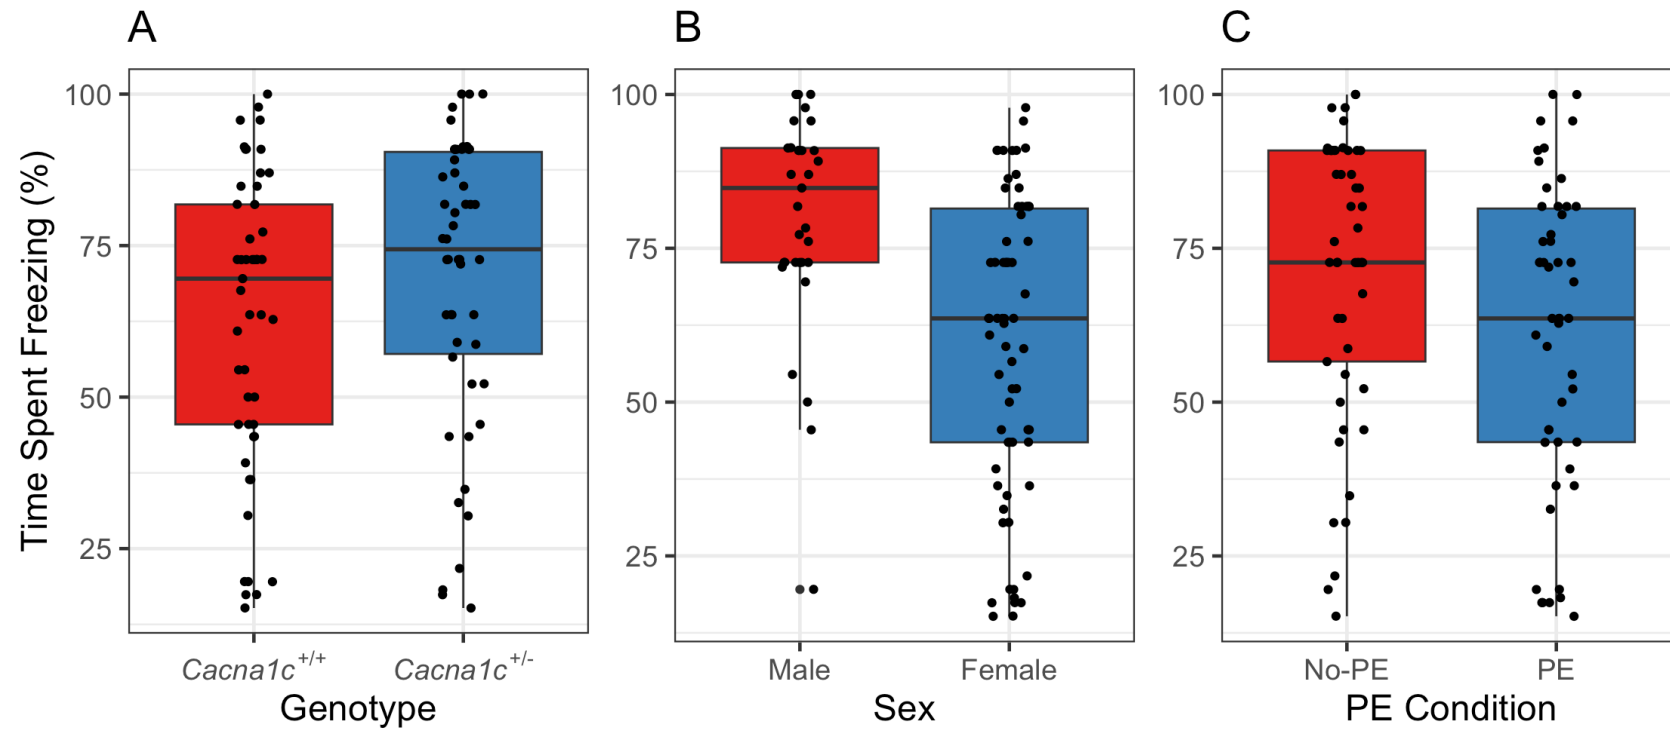 A
B
C
Time Spent Freezing (%)
100
75
50
25
100
75
50
25
100
75
50
25
Cacna1c+/+
Cacna1c+/-
Male
Female
No-PE
PE
Genotype
Sex
PE Condition